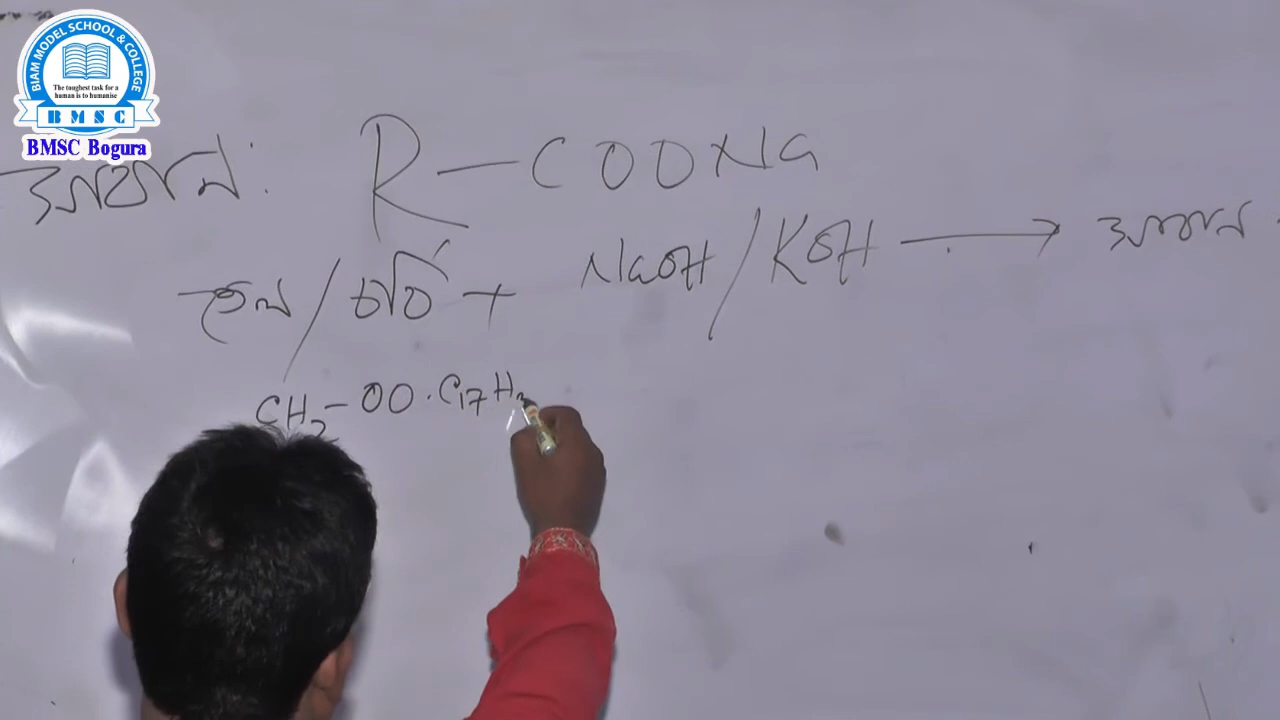 BIAM MODEL SCHOOL & COLLEGE
The toughest task for a
human is to humanise
BMSC
BMSC Bogura
সাবান: R-COONa
তেল/চর্বি + NaOH/KOH → সাবান
CH2-OO.C17H3